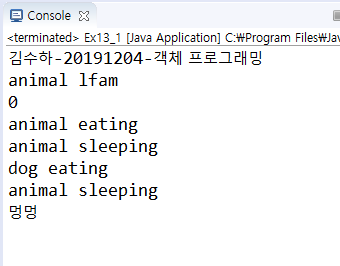 Console
<terminated> Ex13_1 [Java Application] C:₩Program Files₩Jav
김수하-20191204-객체 프로그래밍
animal lfam
0
animal eating
animal sleeping
dog eating
animal sleeping
멍멍